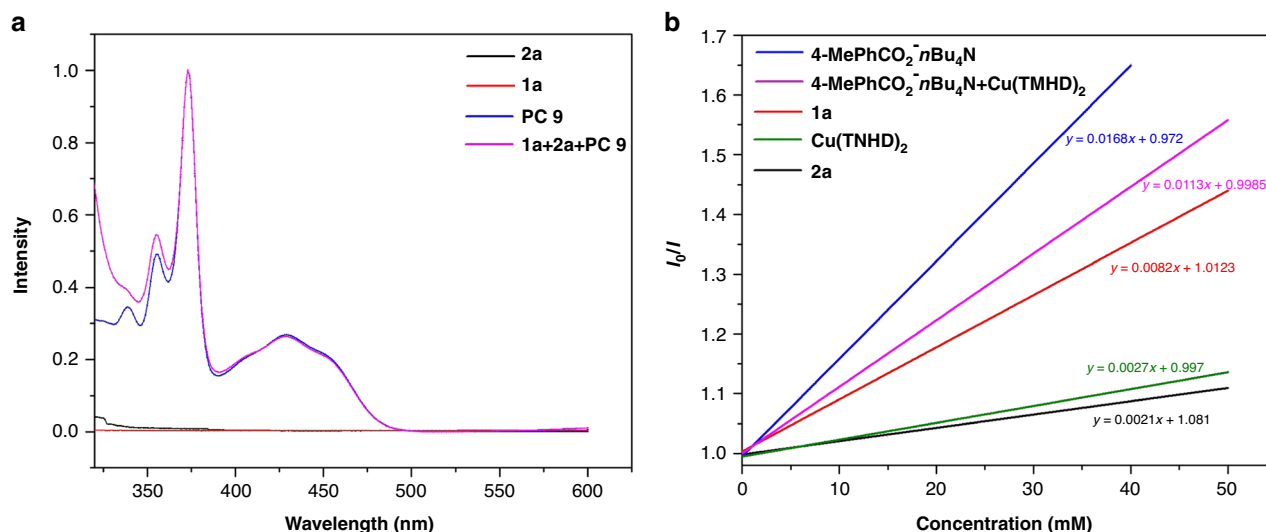 a
2a
1a
PC 9
1a+2a+PC 9
1.0
0.8
0.6
0.4
0.2
0.0
Intensity
350
400
450
500
550
600
Wavelength (nm)
b
4-MePhCO₂⁻nBu₄N
4-MePhCO₂⁻nBu₄N+Cu(TMHD)₂
1a
Cu(TNHD)₂
2a
1.7
1.6
1.5
1.4
1.3
1.2
1.1
1.0
I₀/I
y = 0.0168x + 0.972
y = 0.0113x + 0.9985
y = 0.0082x + 1.0123
y = 0.0027x + 0.997
y = 0.0021x + 1.081
0
10
20
30
40
50
Concentration (mM)